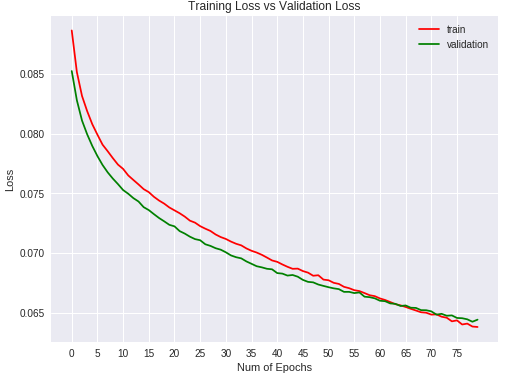 Training Loss vs Validation Loss
train
validation
0.085
0.080
0.075
0.070
0.065
Loss
0 5 10 15 20 25 30 35 40 45 50 55 60 65 70 75
Num of Epochs